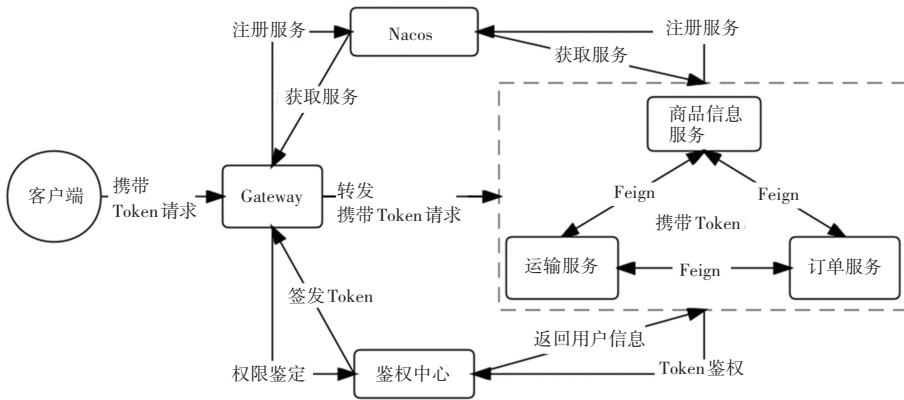 注册服务
Nacos
注册服务
获取服务
获取服务
商品信息
服务
客户端
携带
Token请求
Gateway
转发
携带Token请求
Feign
Feign
携带Token
运输服务
Feign
订单服务
签发Token
返回用户信息
权限鉴定
鉴权中心
Token鉴权